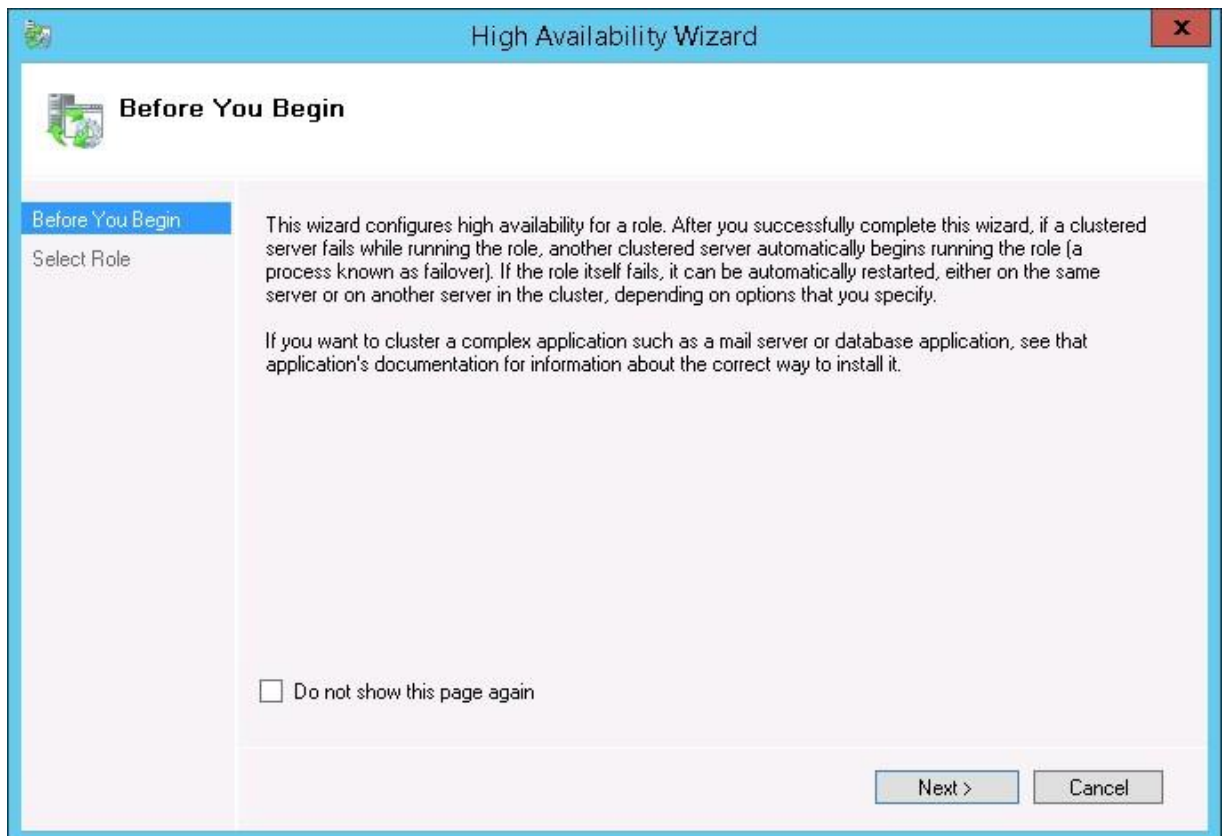 High Availability Wizard
x
Before You Begin
Before You Begin
Select Role
This wizard configures high availability for a role. After you successfully complete this wizard, if a clustered
server fails while running the role, another clustered server automatically begins running the role (a
process known as failover). If the role itself fails, it can be automatically restarted, either on the same
server or on another server in the cluster, depending on options that you specify.
If you want to cluster a complex application such as a mail server or database application, see that
application's documentation for information about the correct way to install it.
Do not show this page again
Next >
Cancel